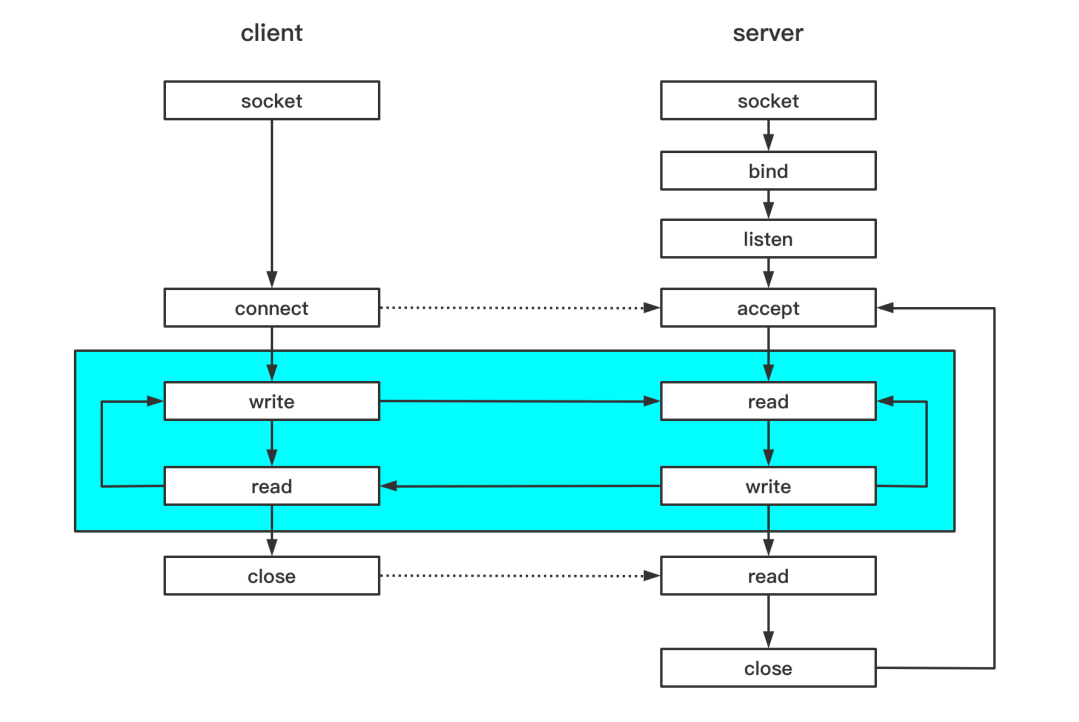 client
server
socket
socket
bind
listen
connect
accept
write
read
read
write
close
read
close